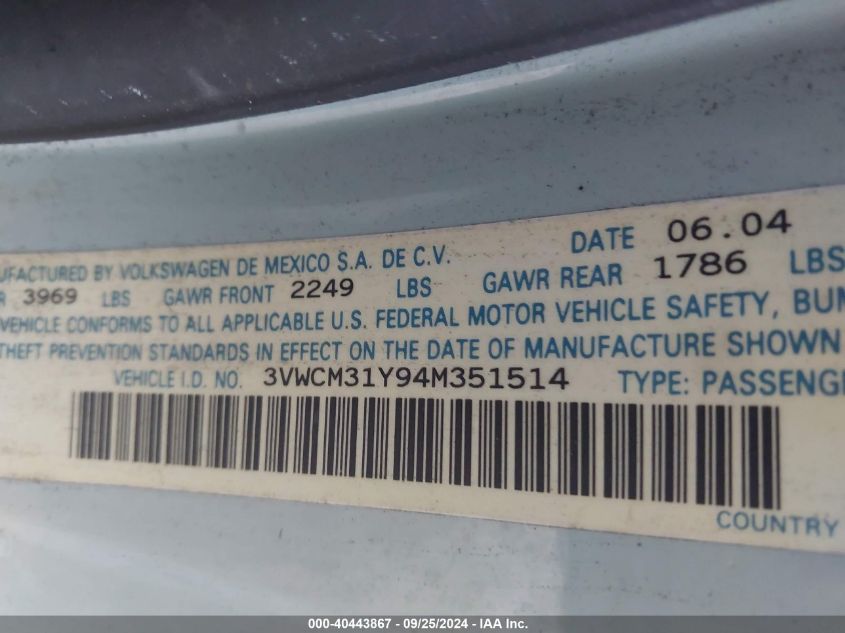 UFACTURED BY VOLKSWAGEN DE MEXICO S.A. DE C.V. DATE 06.04
R 3969 LBS GAWR FRONT 2249 LBS GAWR REAR 1786 LBS
VEHICLE CONFORMS TO ALL APPLICABLE U.S. FEDERAL MOTOR VEHICLE SAFETY, BUM
THEFT PREVENTION STANDARDS IN EFFECT ON THE DATE OF MANUFACTURE SHOWN
VEHICLE I.D. NO. 3VWCM31Y94M351514 TYPE: PASSENGE
COUNTRY
000-40443867 - 09/25/2024 - IAA Inc.